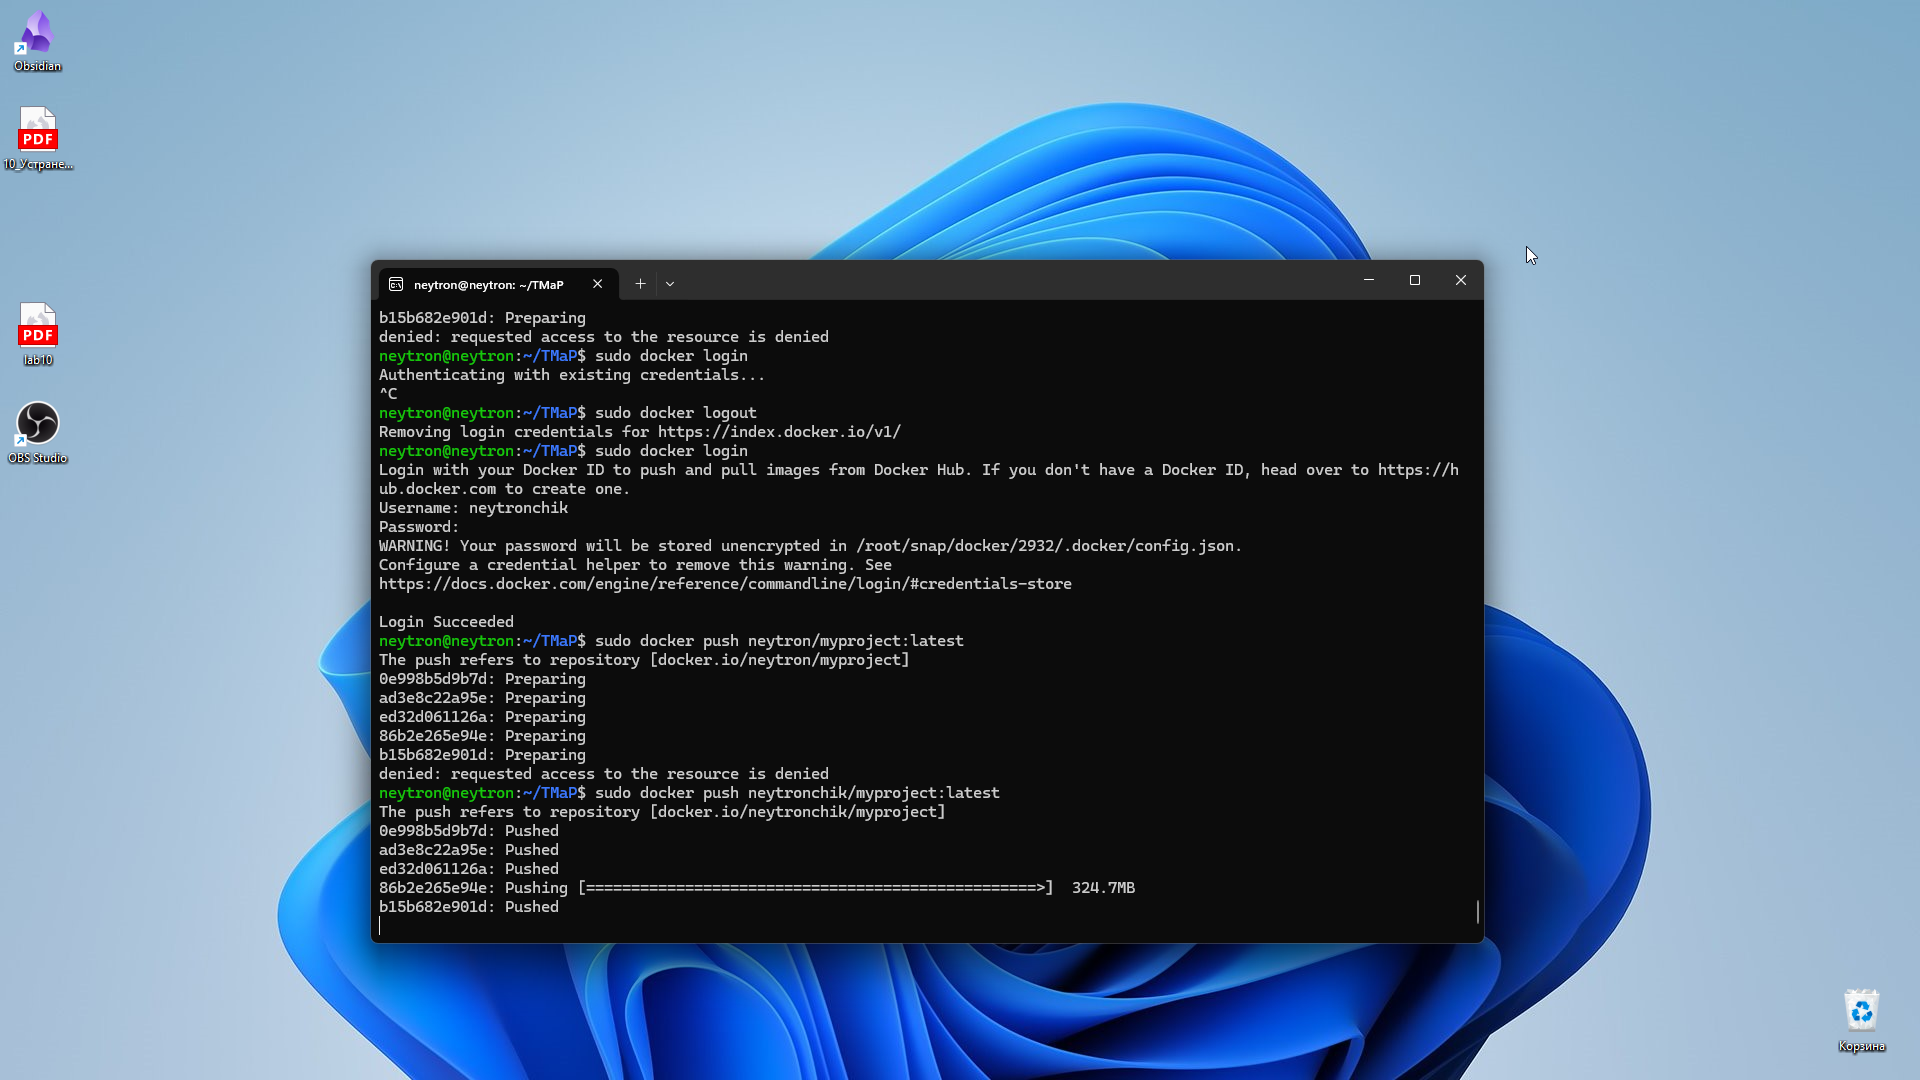 Obsidian
PDF
10_Устране...
PDF
lab10
OBS Studio
neytron@neytron: ~/TMaP
b15b682e901d: Preparing
denied: requested access to the resource is denied
neytron@neytron:~/TMaP$ sudo docker login
Authenticating with existing credentials...
^C
neytron@neytron:~/TMaP$ sudo docker logout
Removing login credentials for https://index.docker.io/v1/
neytron@neytron:~/TMaP$ sudo docker login
Login with your Docker ID to push and pull images from Docker Hub. If you don't have a Docker ID, head over to https://h
ub.docker.com to create one.
Username: neytronchik
Password:
WARNING! Your password will be stored unencrypted in /root/snap/docker/2932/.docker/config.json.
Configure a credential helper to remove this warning. See
https://docs.docker.com/engine/reference/commandline/login/#credentials-store
Login Succeeded
neytron@neytron:~/TMaP$ sudo docker push neytron/myproject:latest
The push refers to repository [docker.io/neytron/myproject]
0e998b5d9b7d: Preparing
ad3e8c22a95e: Preparing
ed32d061126a: Preparing
86b2e265e94e: Preparing
b15b682e901d: Preparing
denied: requested access to the resource is denied
neytron@neytron:~/TMaP$ sudo docker push neytronchik/myproject:latest
The push refers to repository [docker.io/neytronchik/myproject]
0e998b5d9b7d: Pushed
ad3e8c22a95e: Pushed
ed32d061126a: Pushed
86b2e265e94e: Pushing [==================================================>]  324.7MB
b15b682e901d: Pushed
Корзина